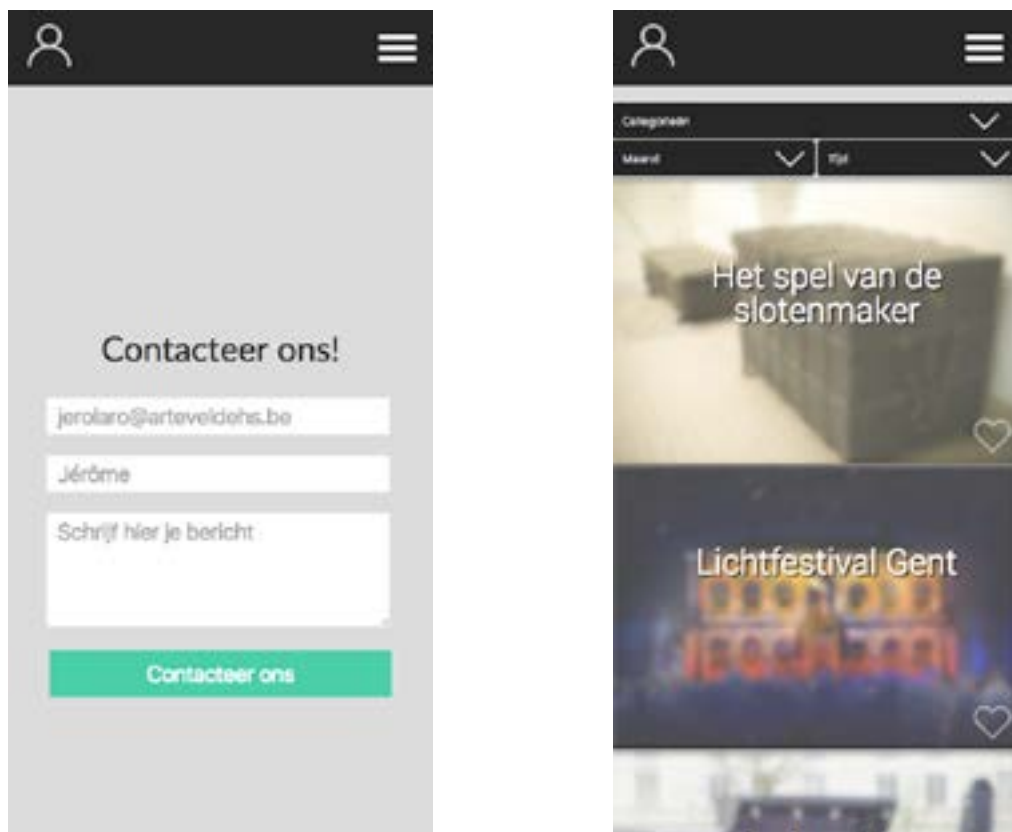 Contacteer ons!
jerolaro@arteveldehs.be
Jérôme
Schrijf hier je bericht
Contacteer ons
Categorieën
Maand
Tijd
Het spel van de
slotenmaker
Lichtfestival Gent